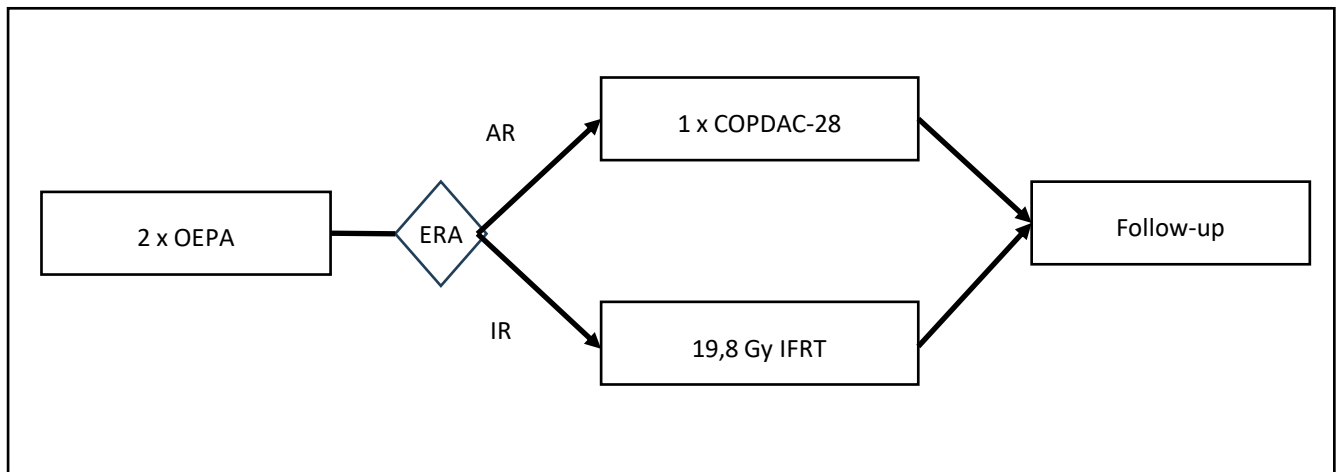 AR
1 x COPDAC-28
2 x OEPA
ERA
Follow-up
IR
19,8 Gy IFRT